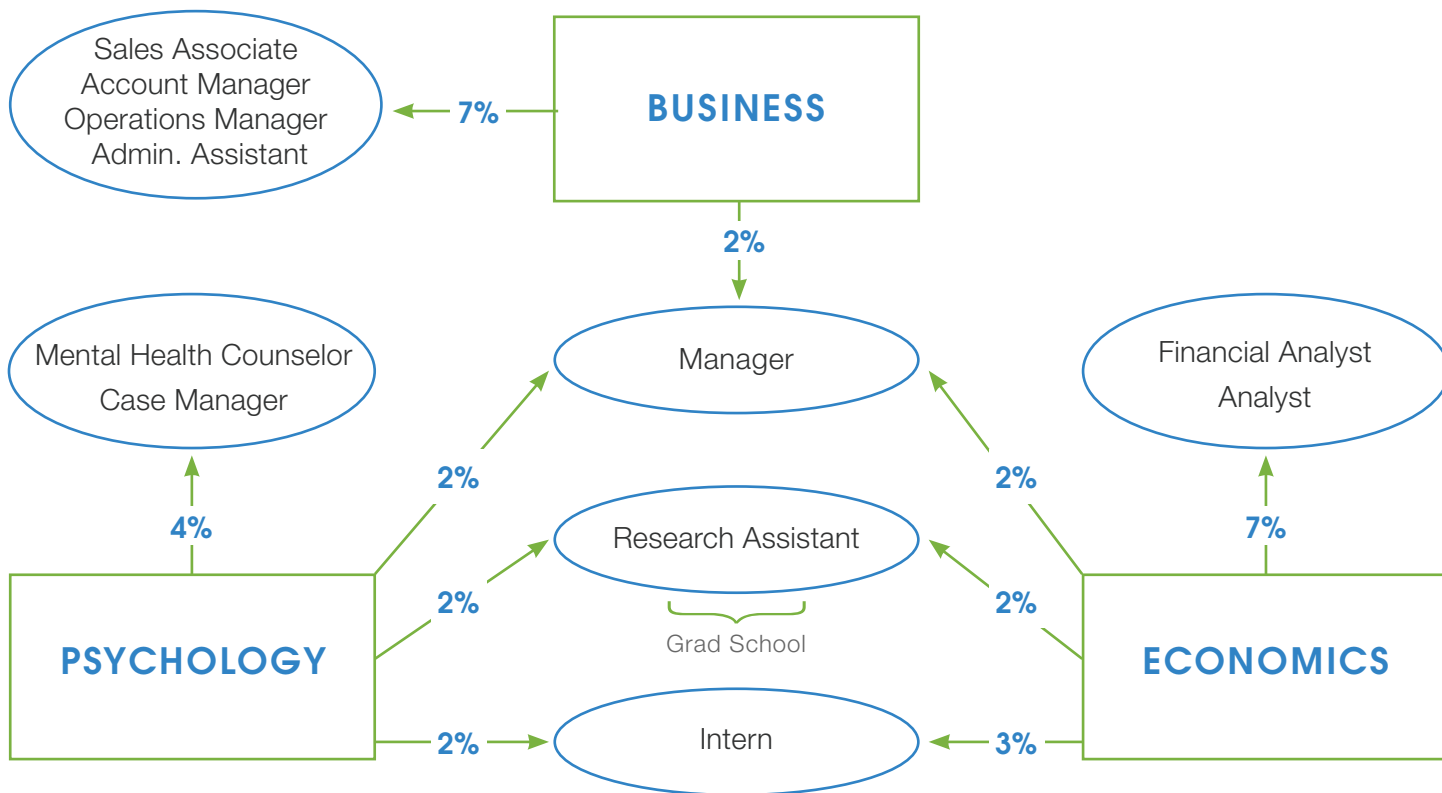 Sales Associate
Account Manager
Operations Manager
Admin. Assistant
7%
BUSINESS
2%
Mental Health Counselor
Case Manager
Manager
Financial Analyst
Analyst
2%
2%
4%
7%
Research Assistant
2%
2%
Grad School
PSYCHOLOGY
ECONOMICS
2%
Intern
3%